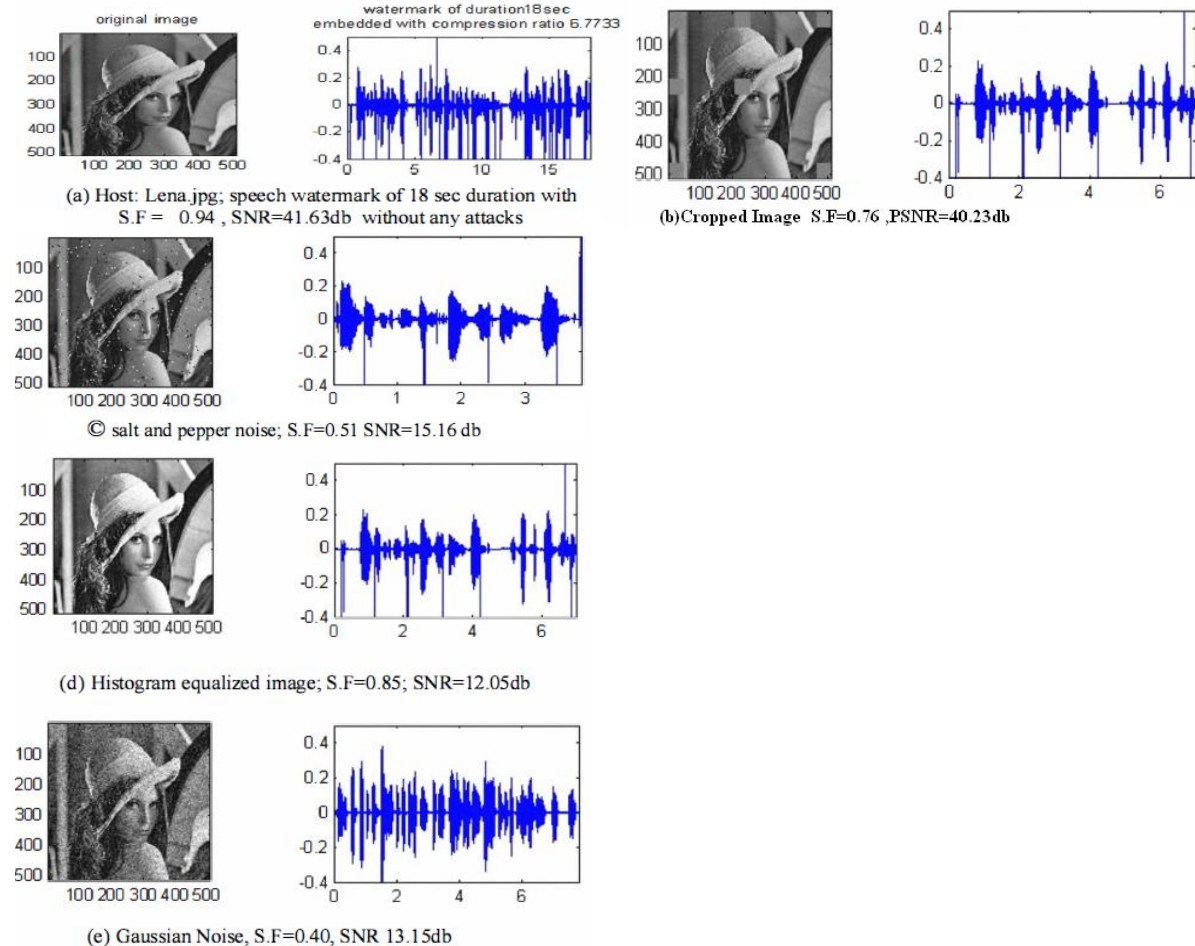 original image
100
200
300
400
500
100 200 300 400 500
watermark of duration18sec
embedded with compression ratio 6.7733
0.4
0.2
0
-0.2
-0.4
0 5 10 15
(a) Host: Lena.jpg; speech watermark of 18 sec duration with
S.F = 0.94 , SNR=41.63db without any attacks
100
200
300
400
500
100 200 300 400 500
0.4
0.2
0
-0.2
-0.4
0 2 4 6
(b)Cropped Image S.F=0.76 ,PSNR=40.23db
100
200
300
400
500
100 200 300 400 500
0.4
0.2
0
-0.2
-0.4
0 1 2 3
© salt and pepper noise; S.F=0.51 SNR=15.16 db
100
200
300
400
500
100 200 300 400 500
0.4
0.2
0
-0.2
-0.4
0 2 4 6
(d) Histogram equalized image; S.F=0.85; SNR=12.05db
100
200
300
400
500
100 200 300 400 500
0.4
0.2
0
-0.2
-0.4
0 2 4 6
(e) Gaussian Noise, S.F=0.40, SNR 13.15db